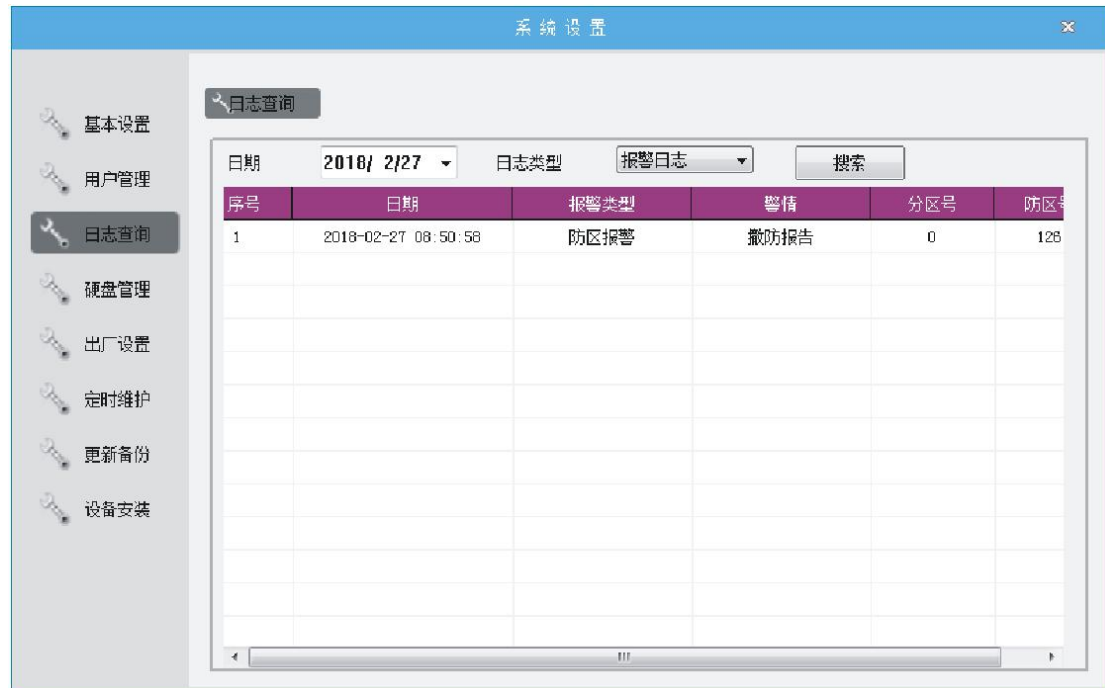 系统设置
基本设置
用户管理
日志查询
硬盘管理
出厂设置
定时维护
更新备份
设备安装
日志查询
日期 2018/ 2/27 日志类型 报警日志 搜索
序号 日期 报警类型 警情 分区号 防区号
1 2018-02-27 08:50:58 防区报警 撤防报告 0 126